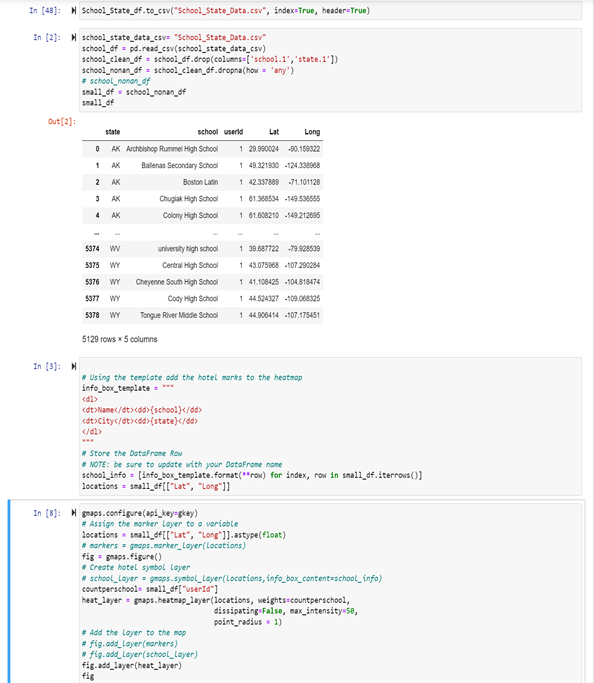 In [48]:
School_State_df.to_csv("School_State_Data.csv", index=True, header=True)
In [2]:
school_state_data_csv= "School_State_Data.csv"
school_df = pd.read_csv(school_state_data_csv)
school_clean_df = school_df.drop(columns=['school.1','state.1'])
school_nonan_df = school_clean_df.dropna(how = 'any')
# school_nonan_df
small_df = school_nonan_df
small_df
Out[2]:
state school userId Lat Long
0 AK Archbishop Rummel High School 1 29.990024 -90.159322
1 AK Ballenas Secondary School 1 49.321930 -124.338968
2 AK Boston Latin 1 42.337889 -71.101128
3 AK Chugiak High School 1 61.368534 -149.536555
4 AK Colony High School 1 61.608210 -149.212695
... ... ... ... ... ...
5374 WV university high school 1 39.687722 -79.928539
5375 WY Central High School 1 43.075968 -107.290284
5376 WY Cheyenne South High School 1 41.108425 -104.818474
5377 WY Cody High School 1 44.524327 -109.068325
5378 WY Tongue River Middle School 1 44.906414 -107.175451
5129 rows × 5 columns
In [3]:
# Using the template add the hotel marks to the heatmap
info_box_template = """
<dl>
<dt>Name</dt><dd>{school}</dd>
<dt>City</dt><dd>{state}</dd>
</dl>
"""
# Store the DataFrame Row
# NOTE: be sure to update with your DataFrame name
school_info = [info_box_template.format(**row) for index, row in small_df.iterrows()]
locations = small_df[["Lat", "Long"]]
In [8]:
gmaps.configure(api_key=gkey)
# Assign the marker layer to a variable
locations = small_df[["Lat", "Long"]].astype(float)
# markers = gmaps.marker_layer(locations)
fig = gmaps.figure()
# Create hotel symbol layer
# school_layer = gmaps.symbol_layer(locations,info_box_content=school_info)
countperschool= small_df["userId"]
heat_layer = gmaps.heatmap_layer(locations, weights=countperschool,
dissipating=False, max_intensity=50,
point_radius = 1)
# Add the layer to the map
# fig.add_layer(markers)
# fig.add_layer(school_layer)
fig.add_layer(heat_layer)
fig